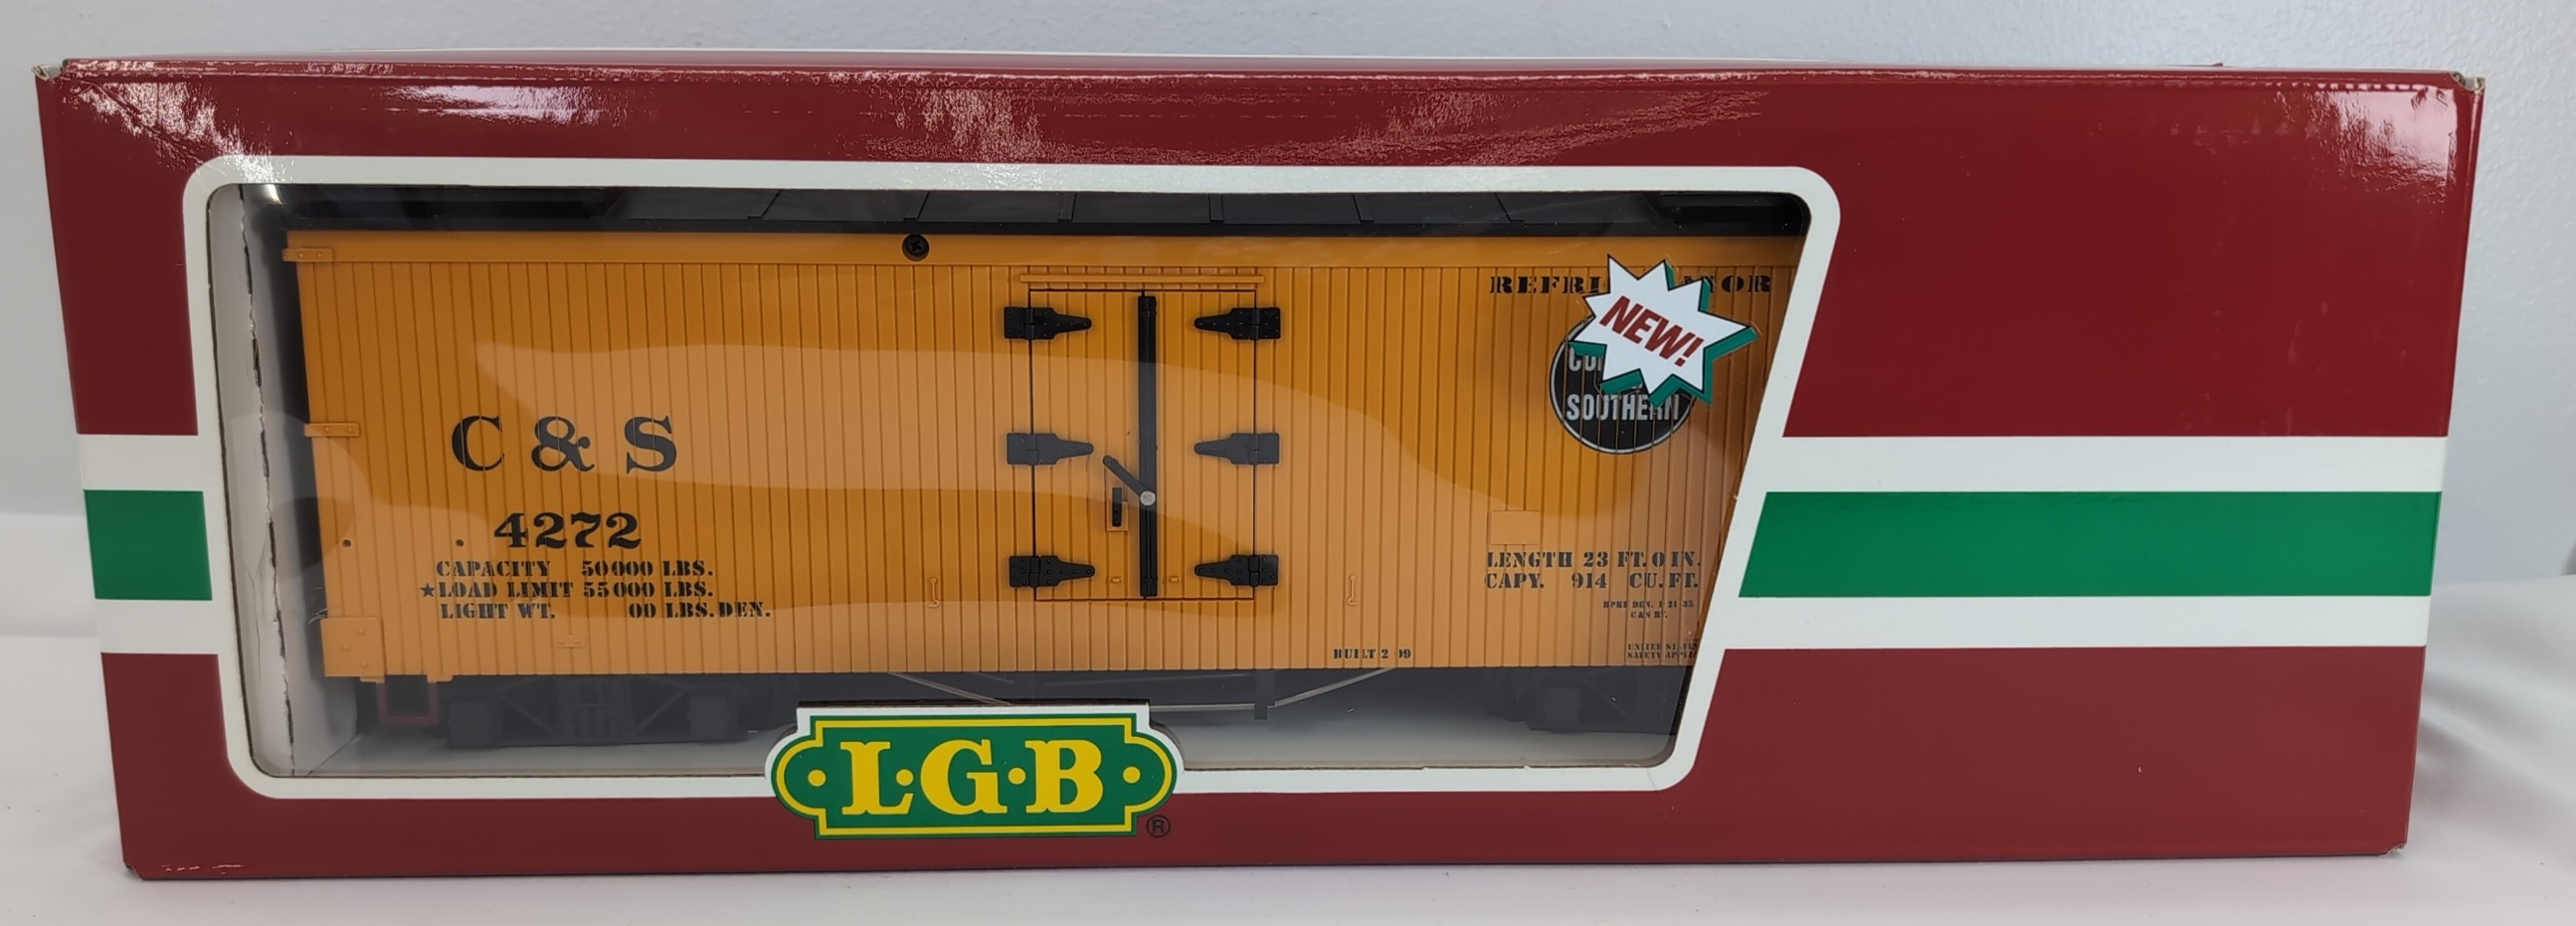 NEW!
SOUTHERN
C & S
4272
CAPACITY 50000 LBS.
★LOAD LIMIT 55000 LBS.
LIGHT WT. 00 LBS. DEN.
LENGTH 23 FT. 0 IN.
CAPY. 914 CU. FT.
BUILT 2 09
L·G·B
®